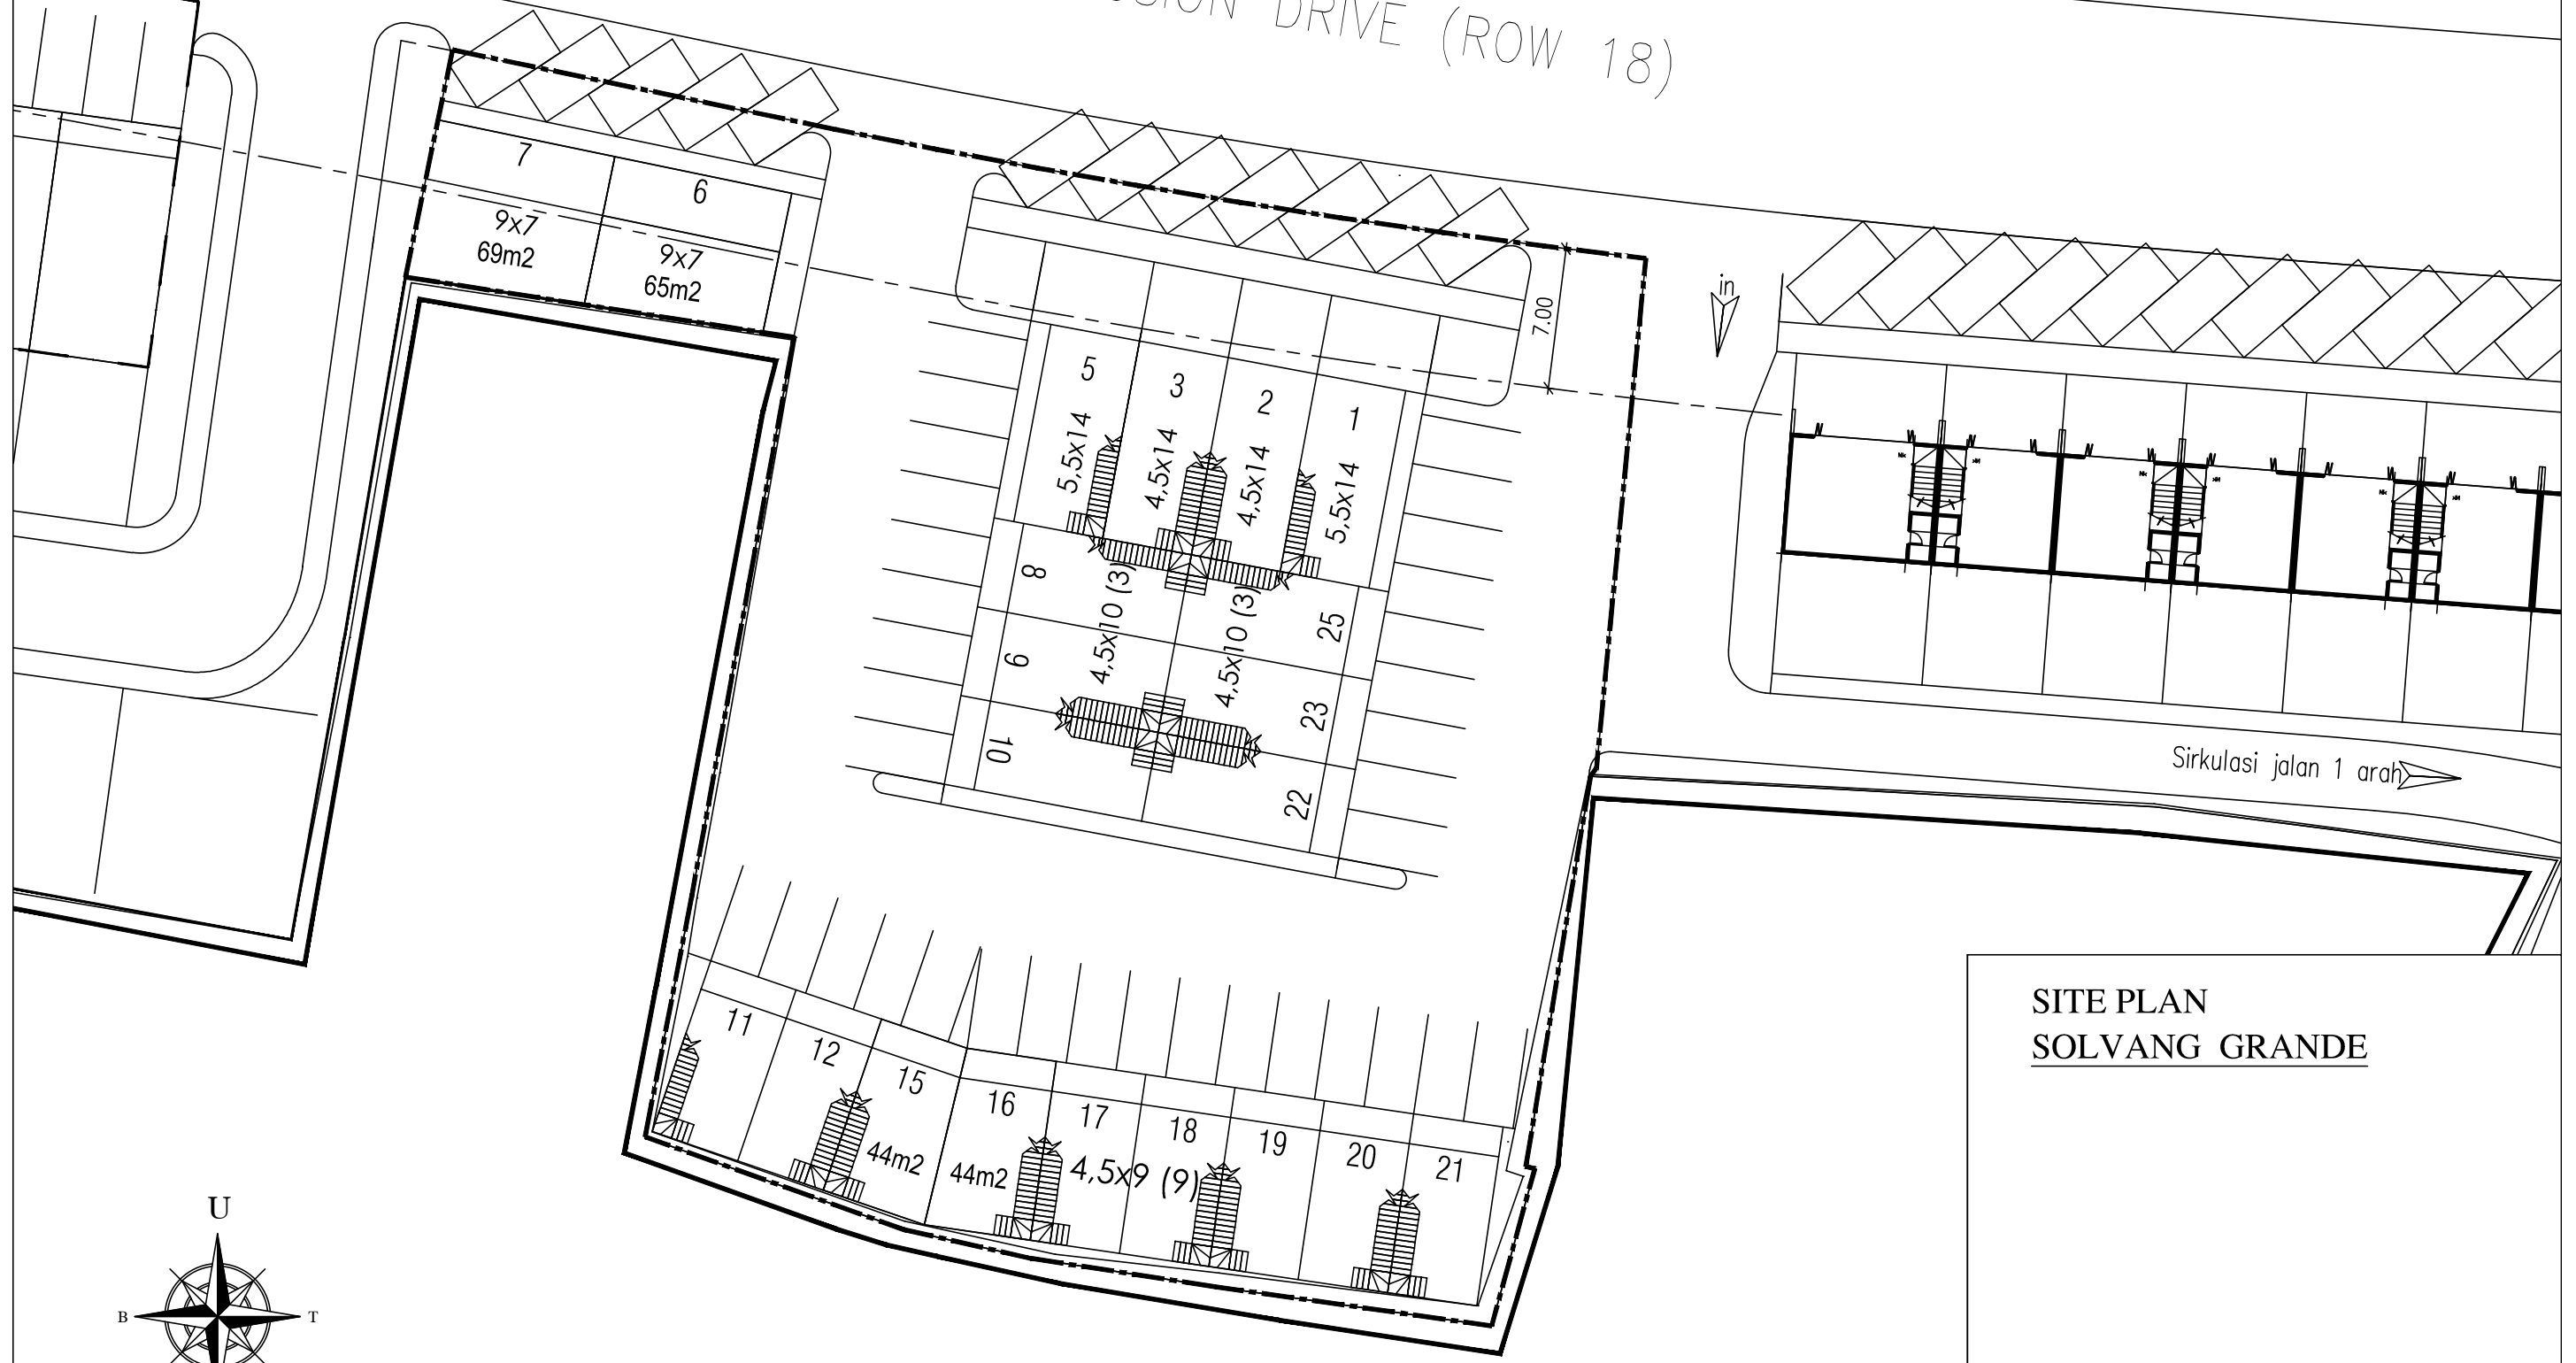 DRIVE (ROW 18)
7
6
9x7
69m2
9x7
65m2
in
7.00
5
3
2
1
5,5x14
4,5x14
4,5x14
5,5x14
8
4,5x10 (3)
4,5x10 (3)
25
9
23
10
22
Sirkulasi jalan 1 arah
11
12
15
16
17
18
19
20
21
44m2
44m2
4,5x9 (9)
SITE PLAN
SOLVANG GRANDE
U
B
T